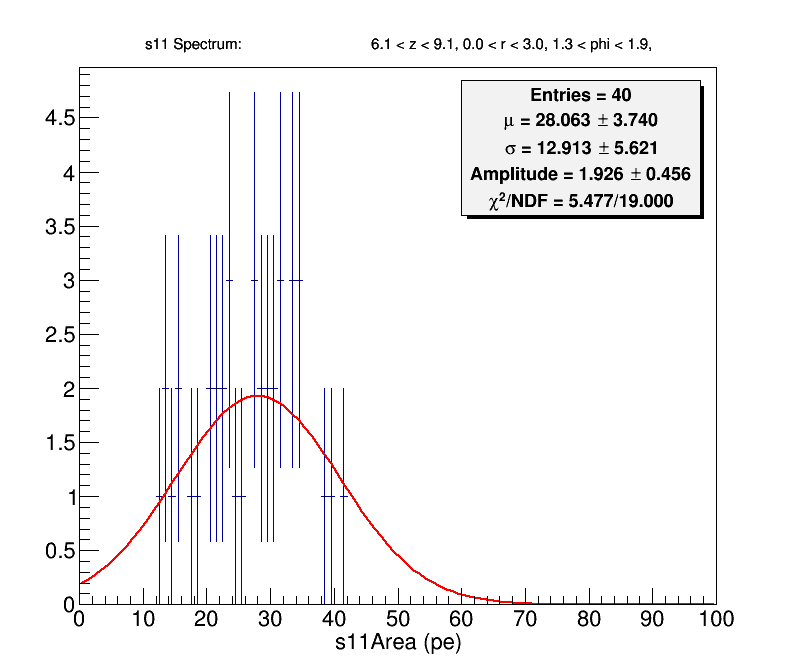 s11 Spectrum: 6.1 < z < 9.1, 0.0 < r < 3.0, 1.3 < phi < 1.9,
Entries = 40
μ = 28.063 ± 3.740
σ = 12.913 ± 5.621
Amplitude = 1.926 ± 0.456
χ²/NDF = 5.477/19.000
4.5
4
3.5
3
2.5
2
1.5
1
0.5
0
0 10 20 30 40 50 60 70 80 90 100
s11Area (pe)